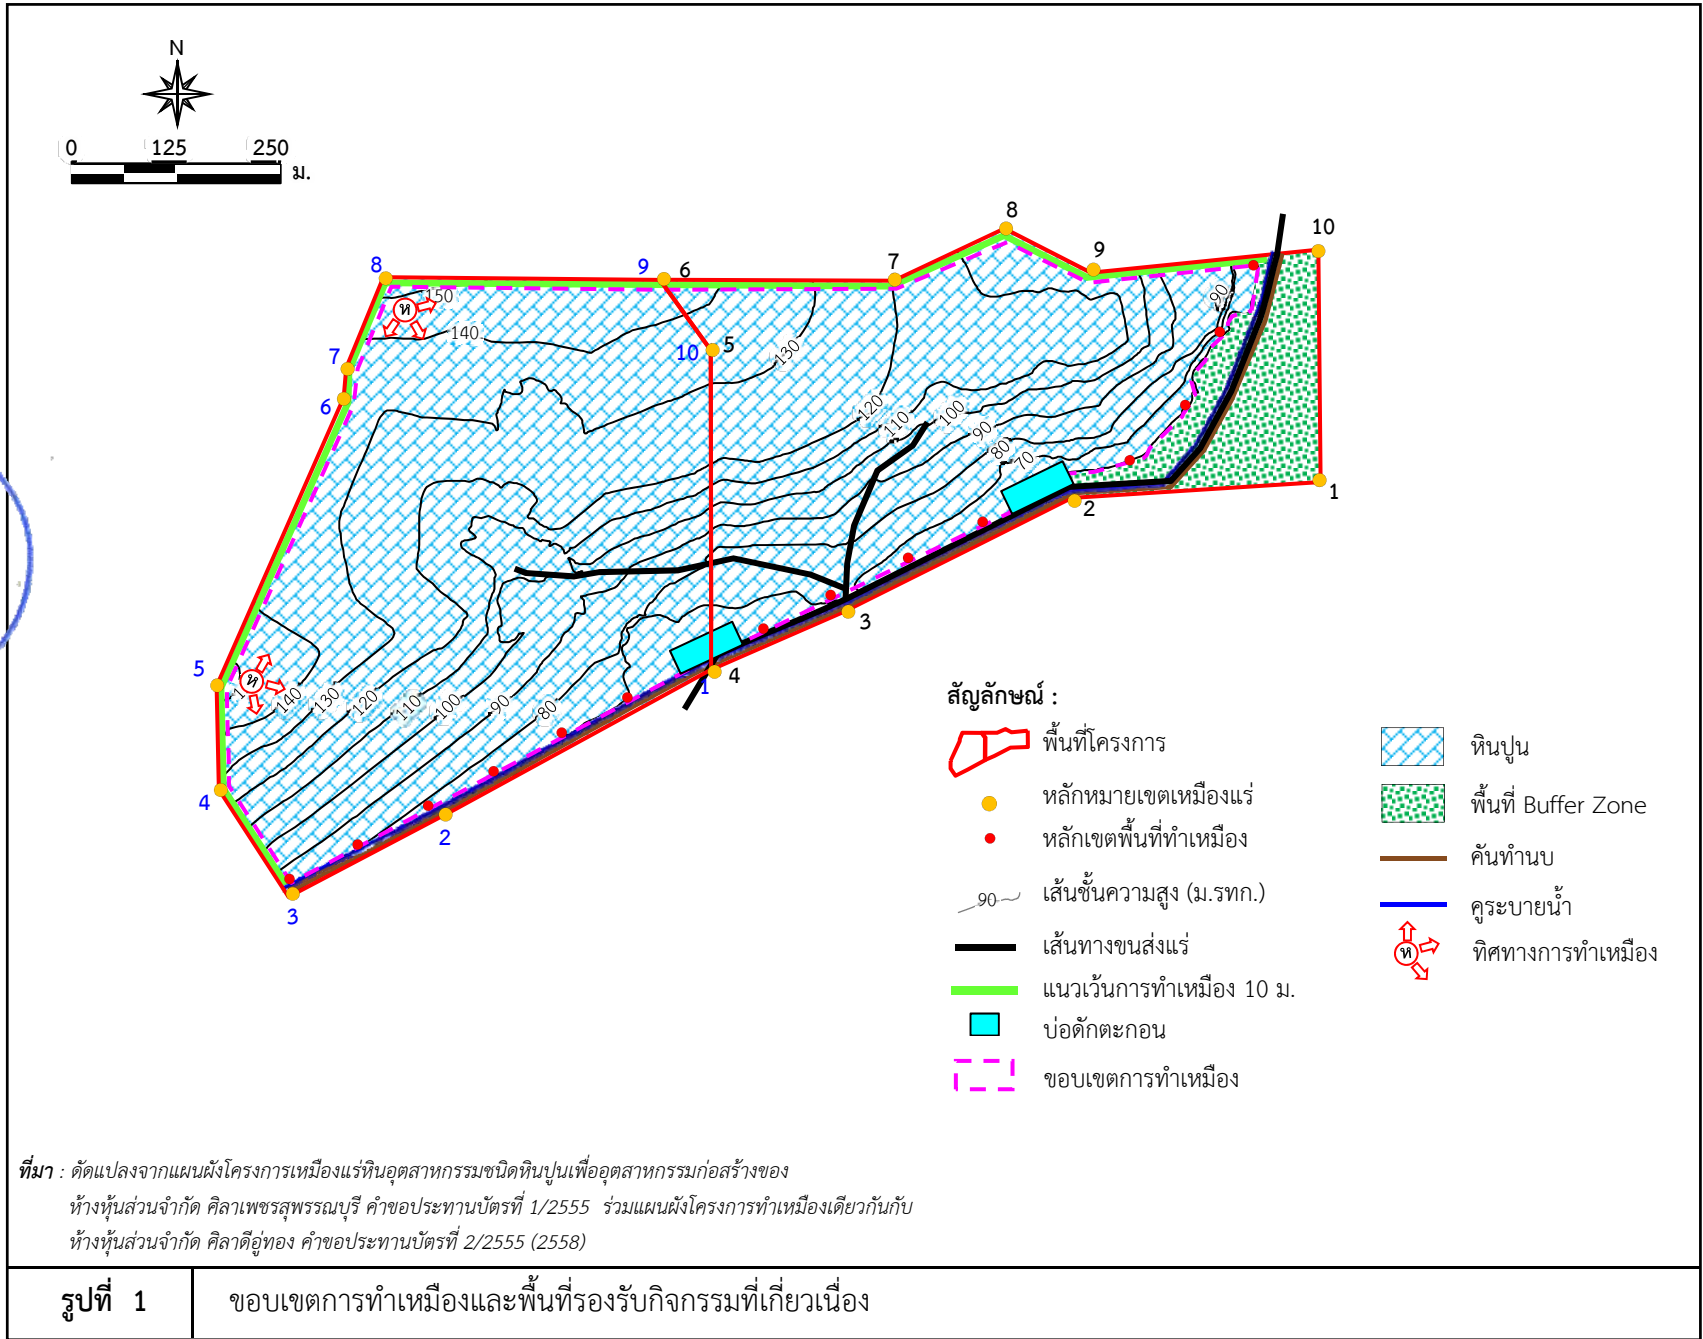 N
0 125 250
ม.
8
10
9
7
8 9 6
150
90
140
7
10 5
130
6
120
110
100
90
80
70
1
2
3
5
4
1
140 130 120 110 100 90 80
4
2
3
สัญลักษณ์ :
พื้นที่โครงการ
หลักหมายเขตเหมืองแร่
หลักเขตพื้นที่ทำเหมือง
90 เส้นชั้นความสูง (ม.รทก.)
เส้นทางขนส่งแร่
แนวเว้นการทำเหมือง 10 ม.
บ่อดักตะกอน
ขอบเขตการทำเหมือง
หินปูน
พื้นที่ Buffer Zone
คันทำนบ
คูระบายน้ำ
ห ทิศทางการทำเหมือง
ที่มา : ดัดแปลงจากแผนผังโครงการเหมืองแร่หินอุตสาหกรรมชนิดหินปูนเพื่ออุตสาหกรรมก่อสร้างของ
ห้างหุ้นส่วนจำกัด ศิลาเพชรสุพรรณบุรี คำขอประทานบัตรที่ 1/2555 ร่วมแผนผังโครงการทำเหมืองเดียวกันกับ
ห้างหุ้นส่วนจำกัด ศิลาดีอู่ทอง คำขอประทานบัตรที่ 2/2555 (2558)
รูปที่ 1
ขอบเขตการทำเหมืองและพื้นที่รองรับกิจกรรมที่เกี่ยวเนื่อง